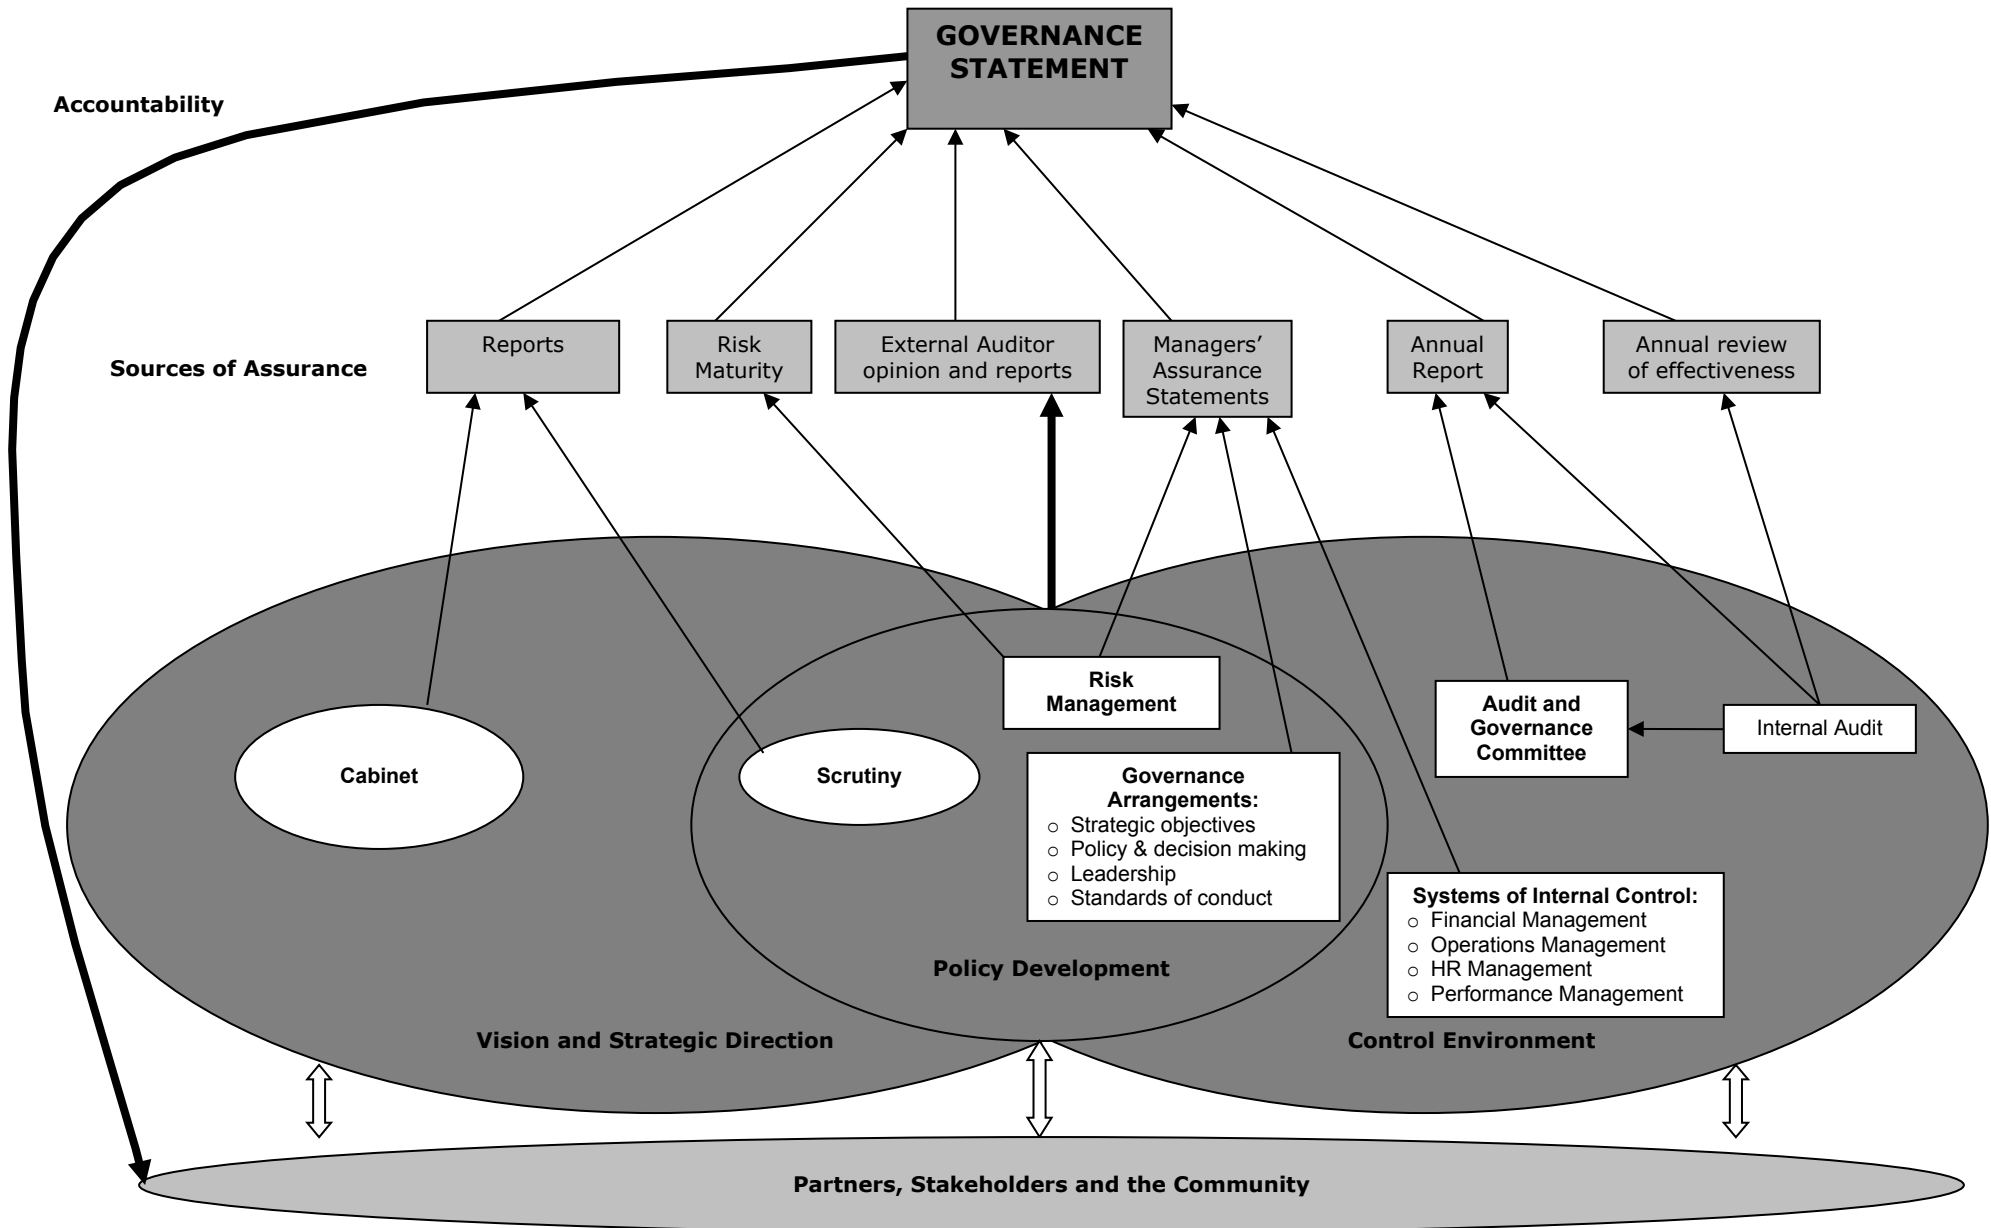 GOVERNANCE
STATEMENT
Accountability
Sources of Assurance
Reports
Risk
Maturity
External Auditor
opinion and reports
Managers’
Assurance
Statements
Annual
Report
Annual review
of effectiveness
Cabinet
Scrutiny
Risk
Management
Governance
Arrangements:
○ Strategic objectives
○ Policy & decision making
○ Leadership
○ Standards of conduct
Audit and
Governance
Committee
Internal Audit
Systems of Internal Control:
○ Financial Management
○ Operations Management
○ HR Management
○ Performance Management
Policy Development
Vision and Strategic Direction
Control Environment
Partners, Stakeholders and the Community